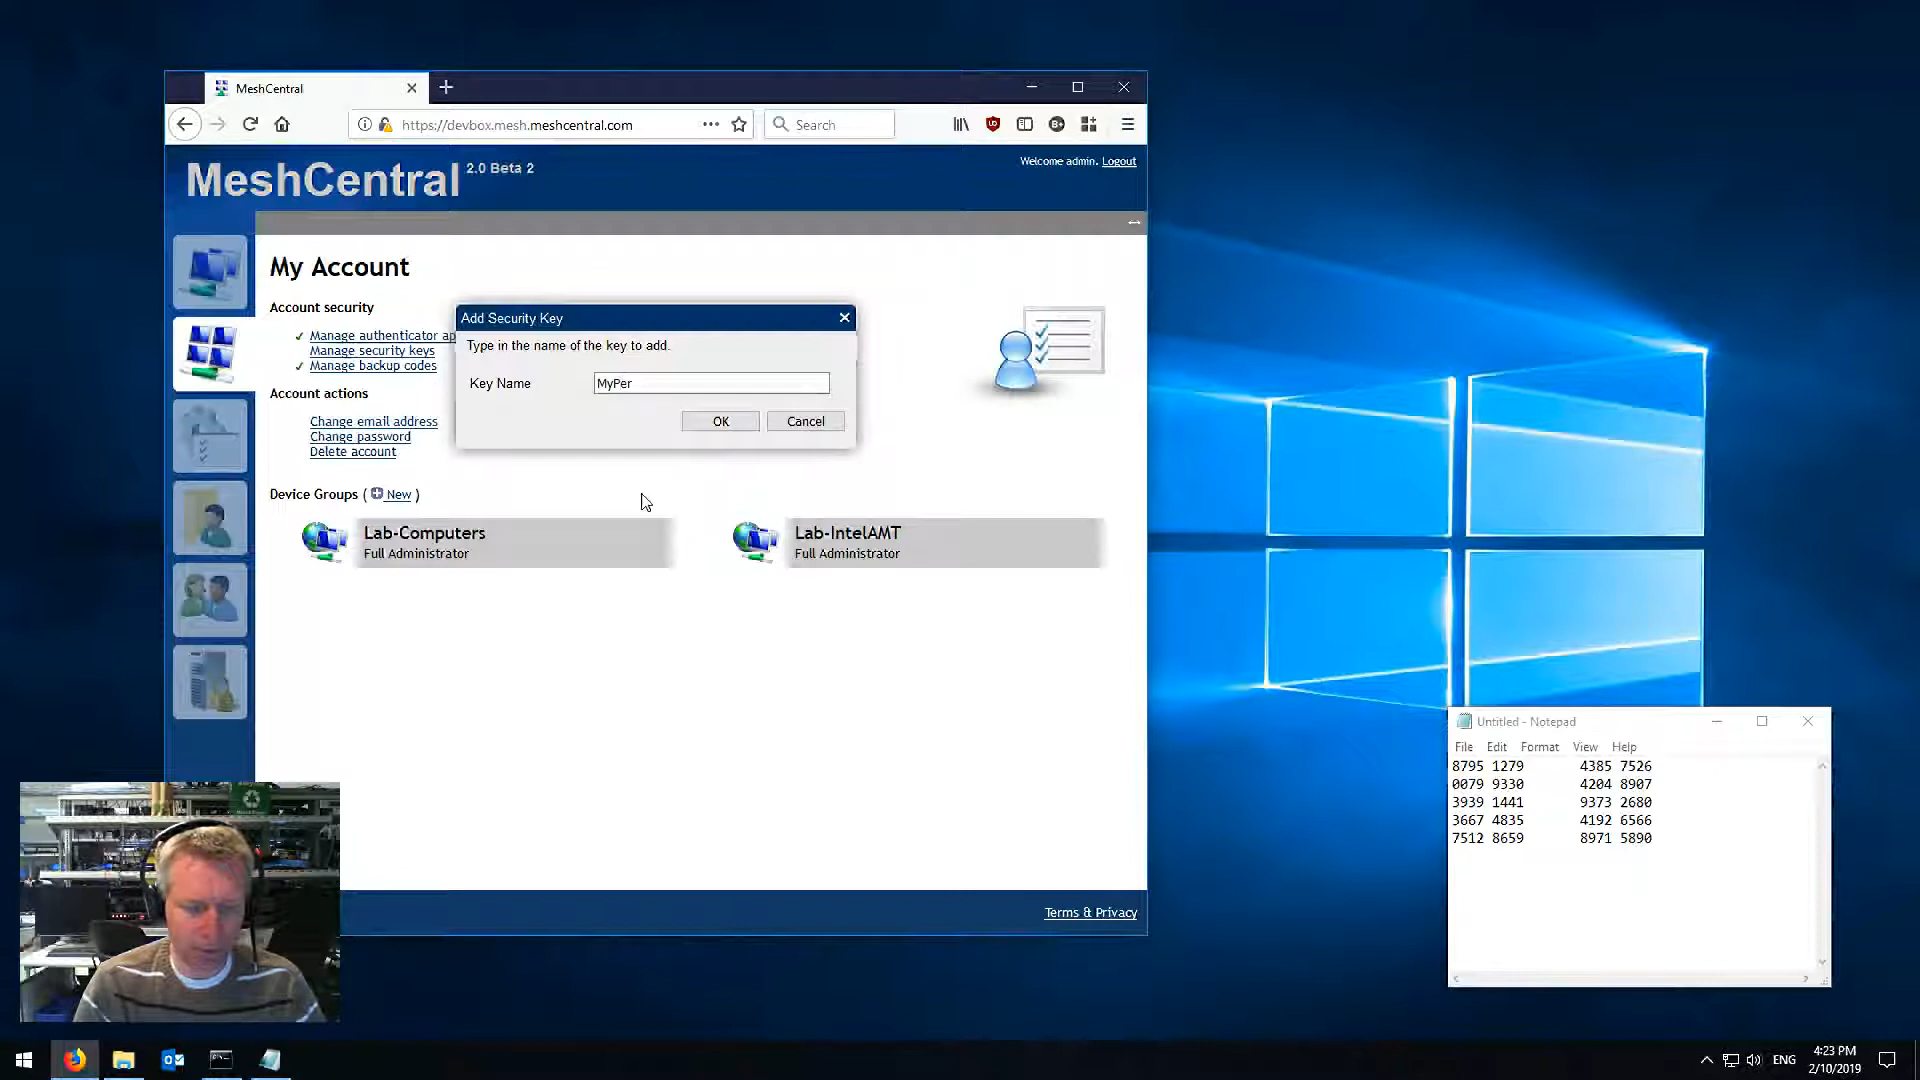 MeshCentral
https://devbox.mesh.meshcentral.com
Search
MeshCentral 2.0 Beta 2
Welcome admin. Logout
My Account
Account security
Manage authenticator ap
Manage security keys
Manage backup codes
Account actions
Change email address
Change password
Delete account
Add Security Key
Type in the name of the key to add.
Key Name MyPer
OK Cancel
Device Groups ( New )
Lab-Computers
Full Administrator
Lab-IntelAMT
Full Administrator
Terms & Privacy
Untitled - Notepad
File Edit Format View Help
8795 1279 4385 7526
0079 9330 4204 8907
3939 1441 9373 2680
3667 4835 4192 6566
7512 8659 8971 5890
ENG
4:23 PM
2/10/2019